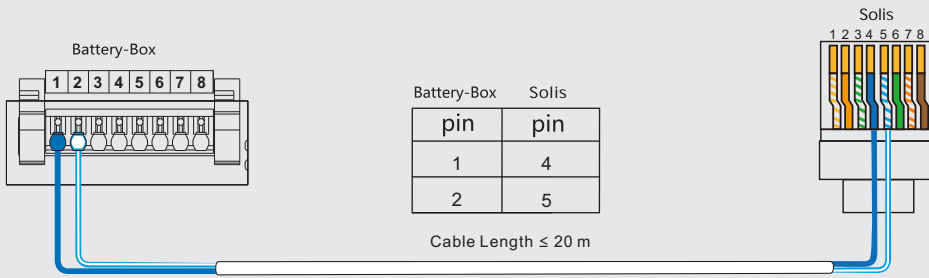 Solis
1 2 3 4 5 6 7 8
Battery-Box
1 2 3 4 5 6 7 8
Battery-Box Solis
pin pin
1 4
2 5
Cable Length ≤ 20 m